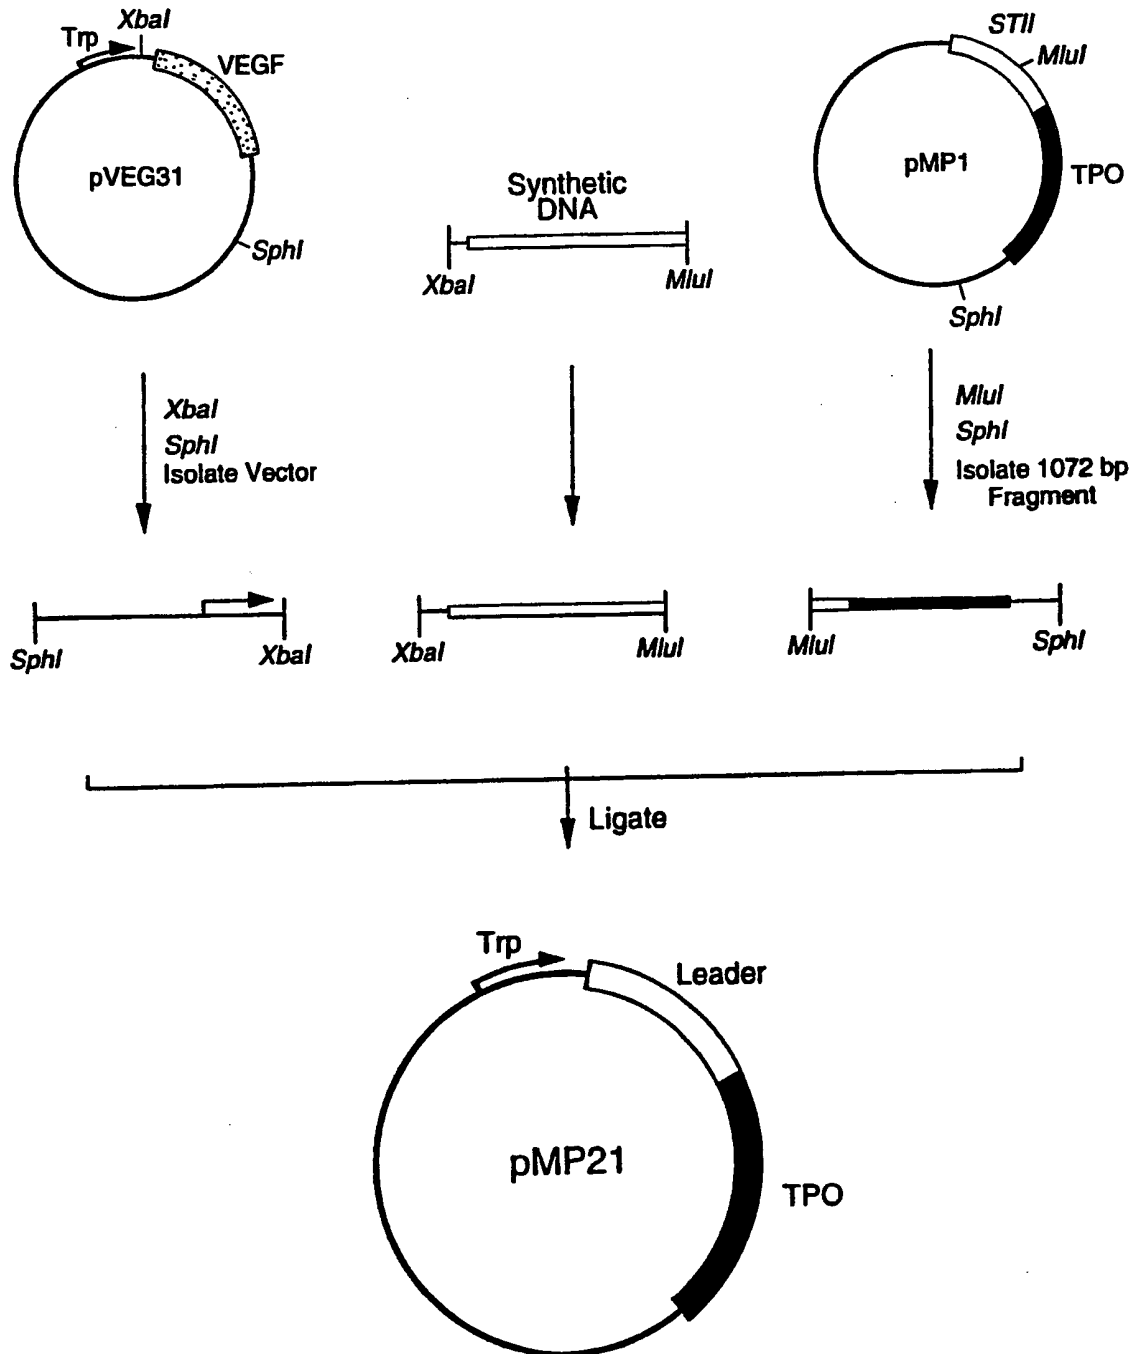 Trp
XbaI
VEGF
pVEG31
SphI
Synthetic
DNA
XbaI
MluI
STII
MluI
pMP1
TPO
SphI
XbaI
SphI
Isolate Vector
MluI
SphI
Isolate 1072 bp
Fragment
SphI
XbaI
XbaI
MluI
MluI
SphI
Ligate
Trp
Leader
pMP21
TPO